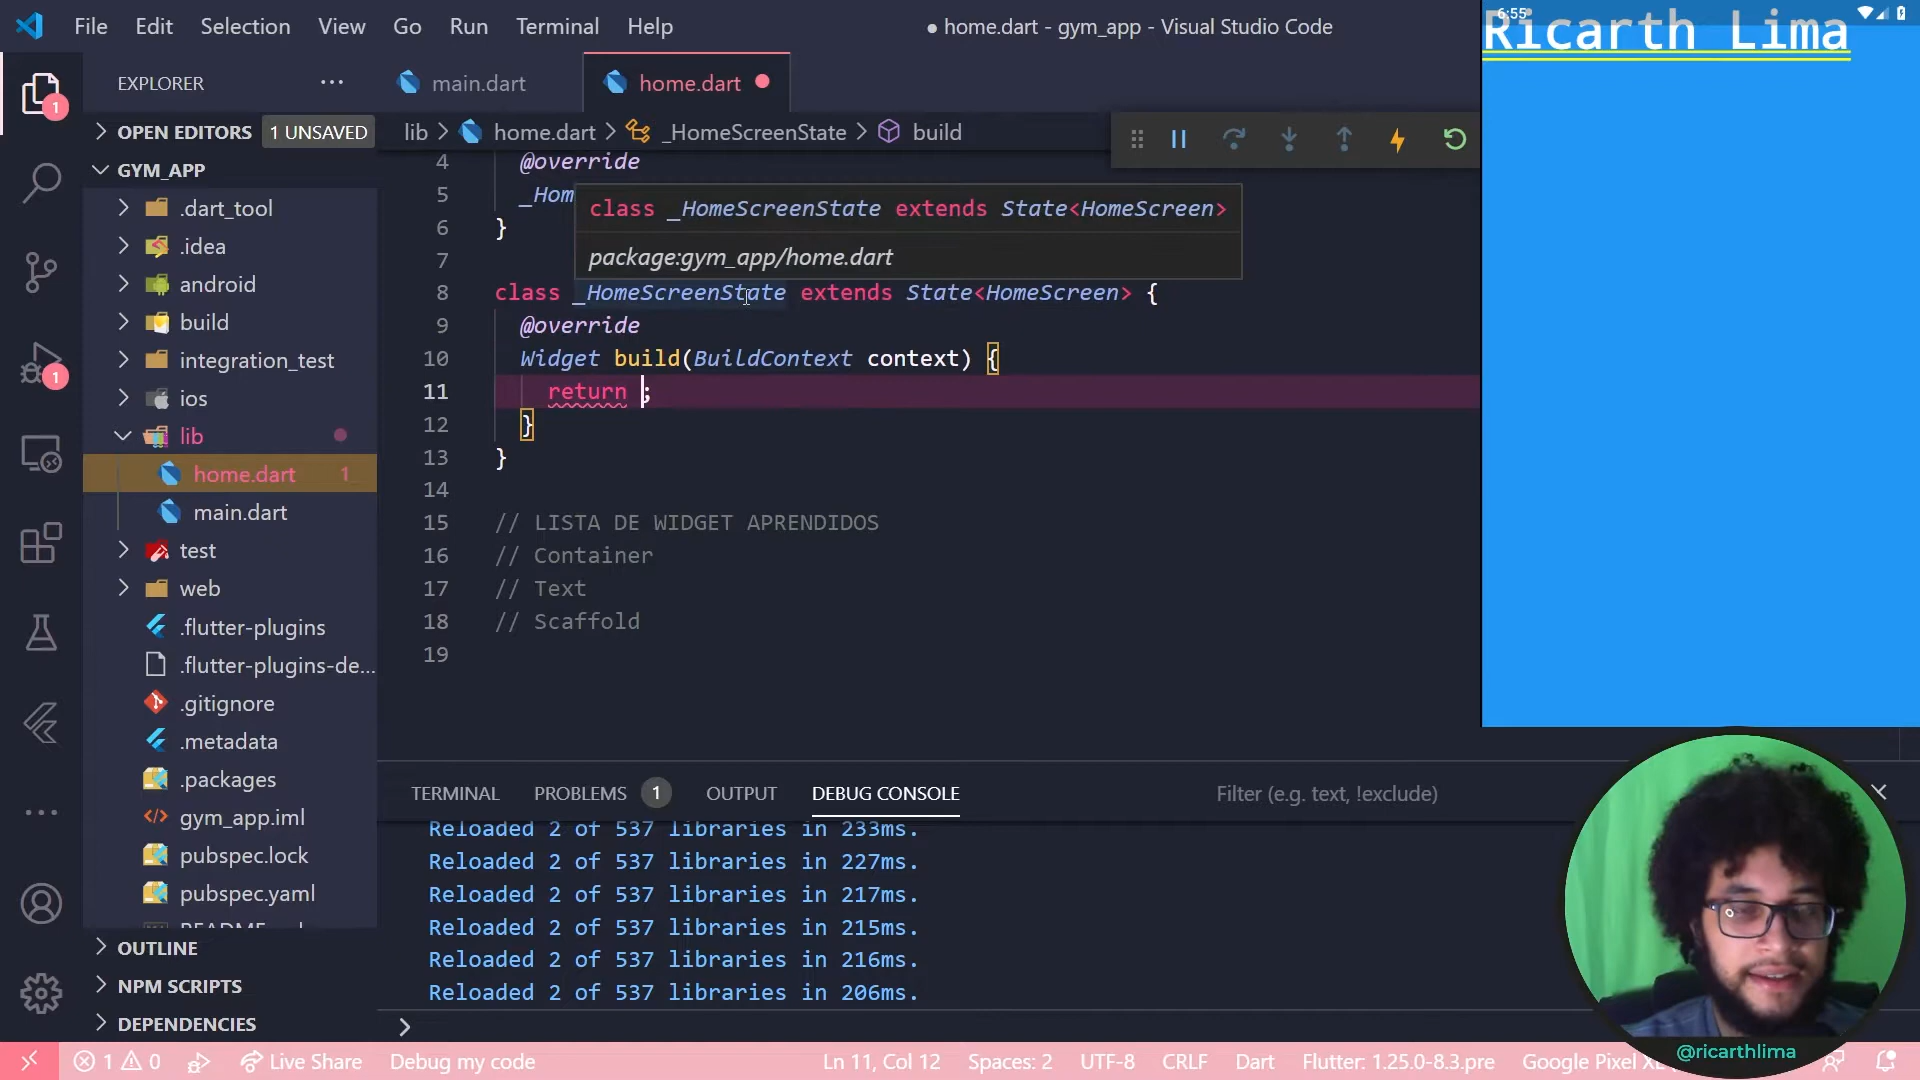 File Edit Selection View Go Run Terminal Help
● home.dart - gym_app - Visual Studio Code
6:55
Ricarth Lima
EXPLORER
main.dart
home.dart
OPEN EDITORS 1 UNSAVED
lib > home.dart > _HomeScreenState > build
GYM_APP
.dart_tool
.idea
android
build
integration_test
ios
lib
home.dart 1
main.dart
test
web
.flutter-plugins
.flutter-plugins-de...
.gitignore
.metadata
.packages
gym_app.iml
pubspec.lock
pubspec.yaml
OUTLINE
NPM SCRIPTS
DEPENDENCIES
1
1
4 @override
5 _Hom
class _HomeScreenState extends State<HomeScreen>
package:gym_app/home.dart
6 }
7
8 class _HomeScreenState extends State<HomeScreen> {
9 @override
10 Widget build(BuildContext context) {
11 return ;
12 }
13 }
14
15 // LISTA DE WIDGET APRENDIDOS
16 // Container
17 // Text
18 // Scaffold
19
TERMINAL PROBLEMS 1 OUTPUT DEBUG CONSOLE
Filter (e.g. text, !exclude)
Reloaded 2 of 537 libraries in 233ms.
Reloaded 2 of 537 libraries in 227ms.
Reloaded 2 of 537 libraries in 217ms.
Reloaded 2 of 537 libraries in 215ms.
Reloaded 2 of 537 libraries in 216ms.
Reloaded 2 of 537 libraries in 206ms.
>
1 0 Live Share Debug my code
Ln 11, Col 12 Spaces: 2 UTF-8 CRLF Dart Flutter: 1.25.0-8.3.pre Google Pixel
@ricarthlima